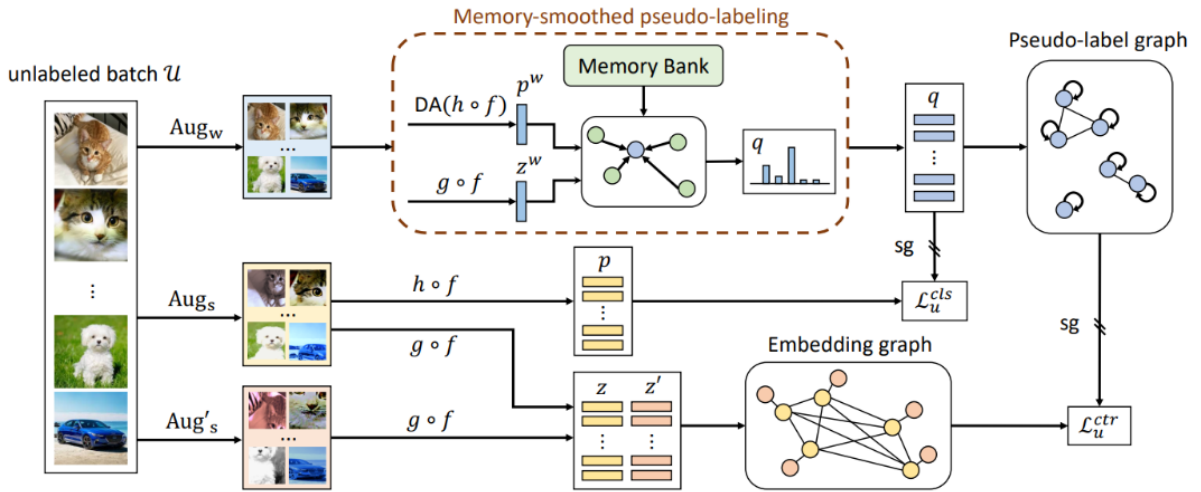 Memory-smoothed pseudo-labeling
Pseudo-label graph
unlabeled batch 𝒰
Memory Bank
Aug_w
DA(h ∘ f)
p^w
q
q
g ∘ f
z^w
...
⋮
⋮
sg
Aug_s
h ∘ f
p
ℒ_u^cls
...
⋮
g ∘ f
sg
Embedding graph
z z′
Aug′_s
g ∘ f
...
⋮ ⋮
ℒ_u^ctr